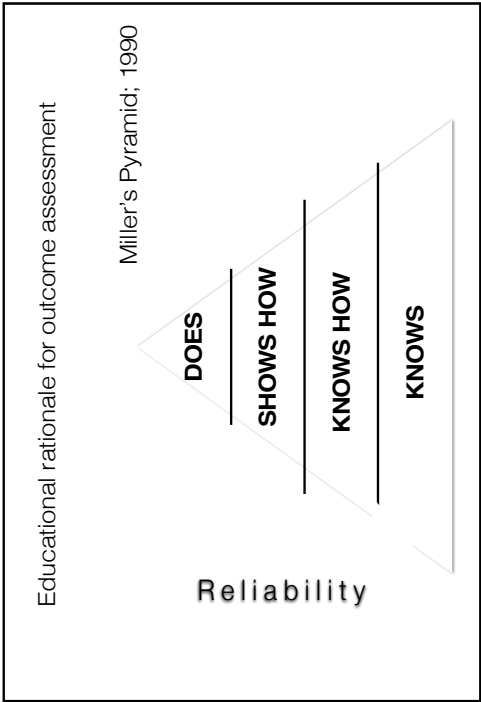 Educational rationale for outcome assessment
Miller's Pyramid; 1990
DOES
SHOWS HOW
KNOWS HOW
KNOWS
Reliability